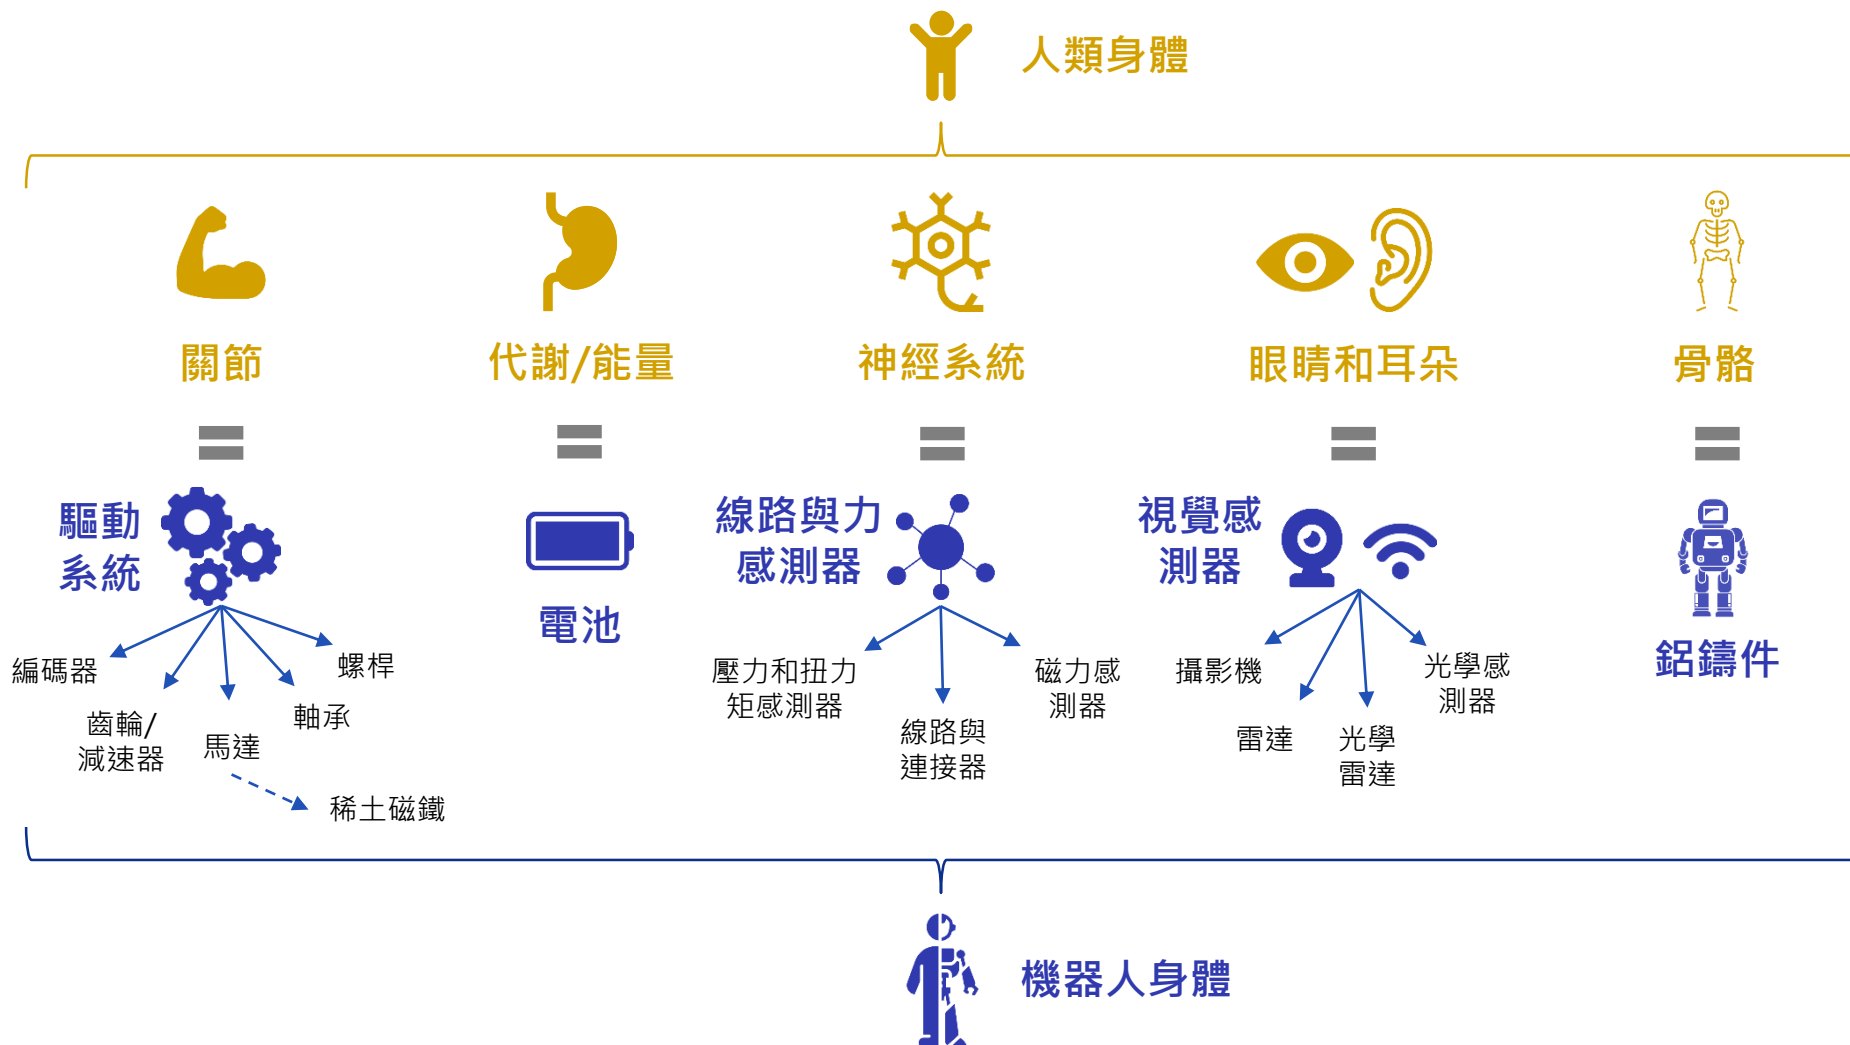 人類身體
關節
代謝/能量
神經系統
眼睛和耳朵
骨骼
驅動
系統
電池
線路與力
感測器
視覺感
測器
鋁鑄件
編碼器
齒輪/
減速器
馬達
軸承
螺桿
稀土磁鐵
壓力和扭力
矩感測器
線路與
連接器
磁力感
測器
攝影機
雷達
光學
雷達
光學感
測器
機器人身體